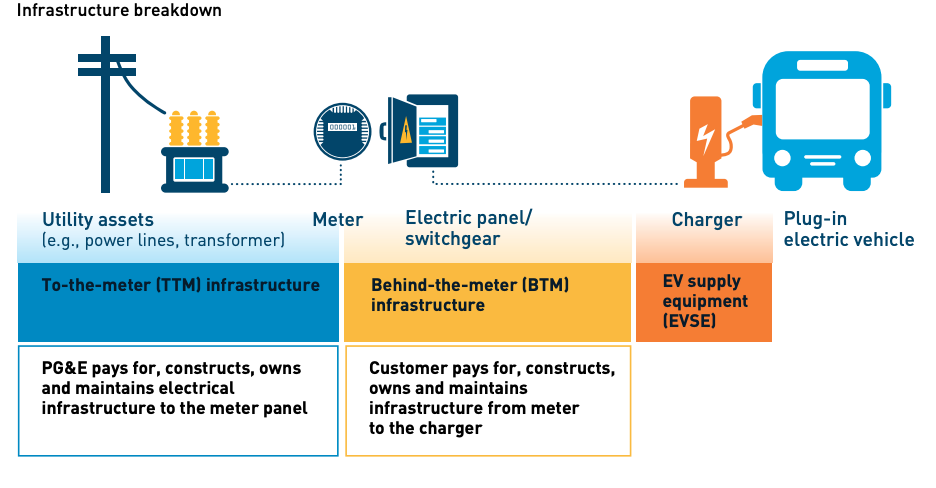 Infrastructure breakdown
000001
Utility assets
(e.g., power lines, transformer)
Meter
Electric panel/
switchgear
Charger
Plug-in
electric vehicle
To-the-meter (TTM) infrastructure
Behind-the-meter (BTM)
infrastructure
EV supply
equipment
(EVSE)
PG&E pays for, constructs, owns
and maintains electrical
infrastructure to the meter panel
Customer pays for, constructs,
owns and maintains
infrastructure from meter
to the charger